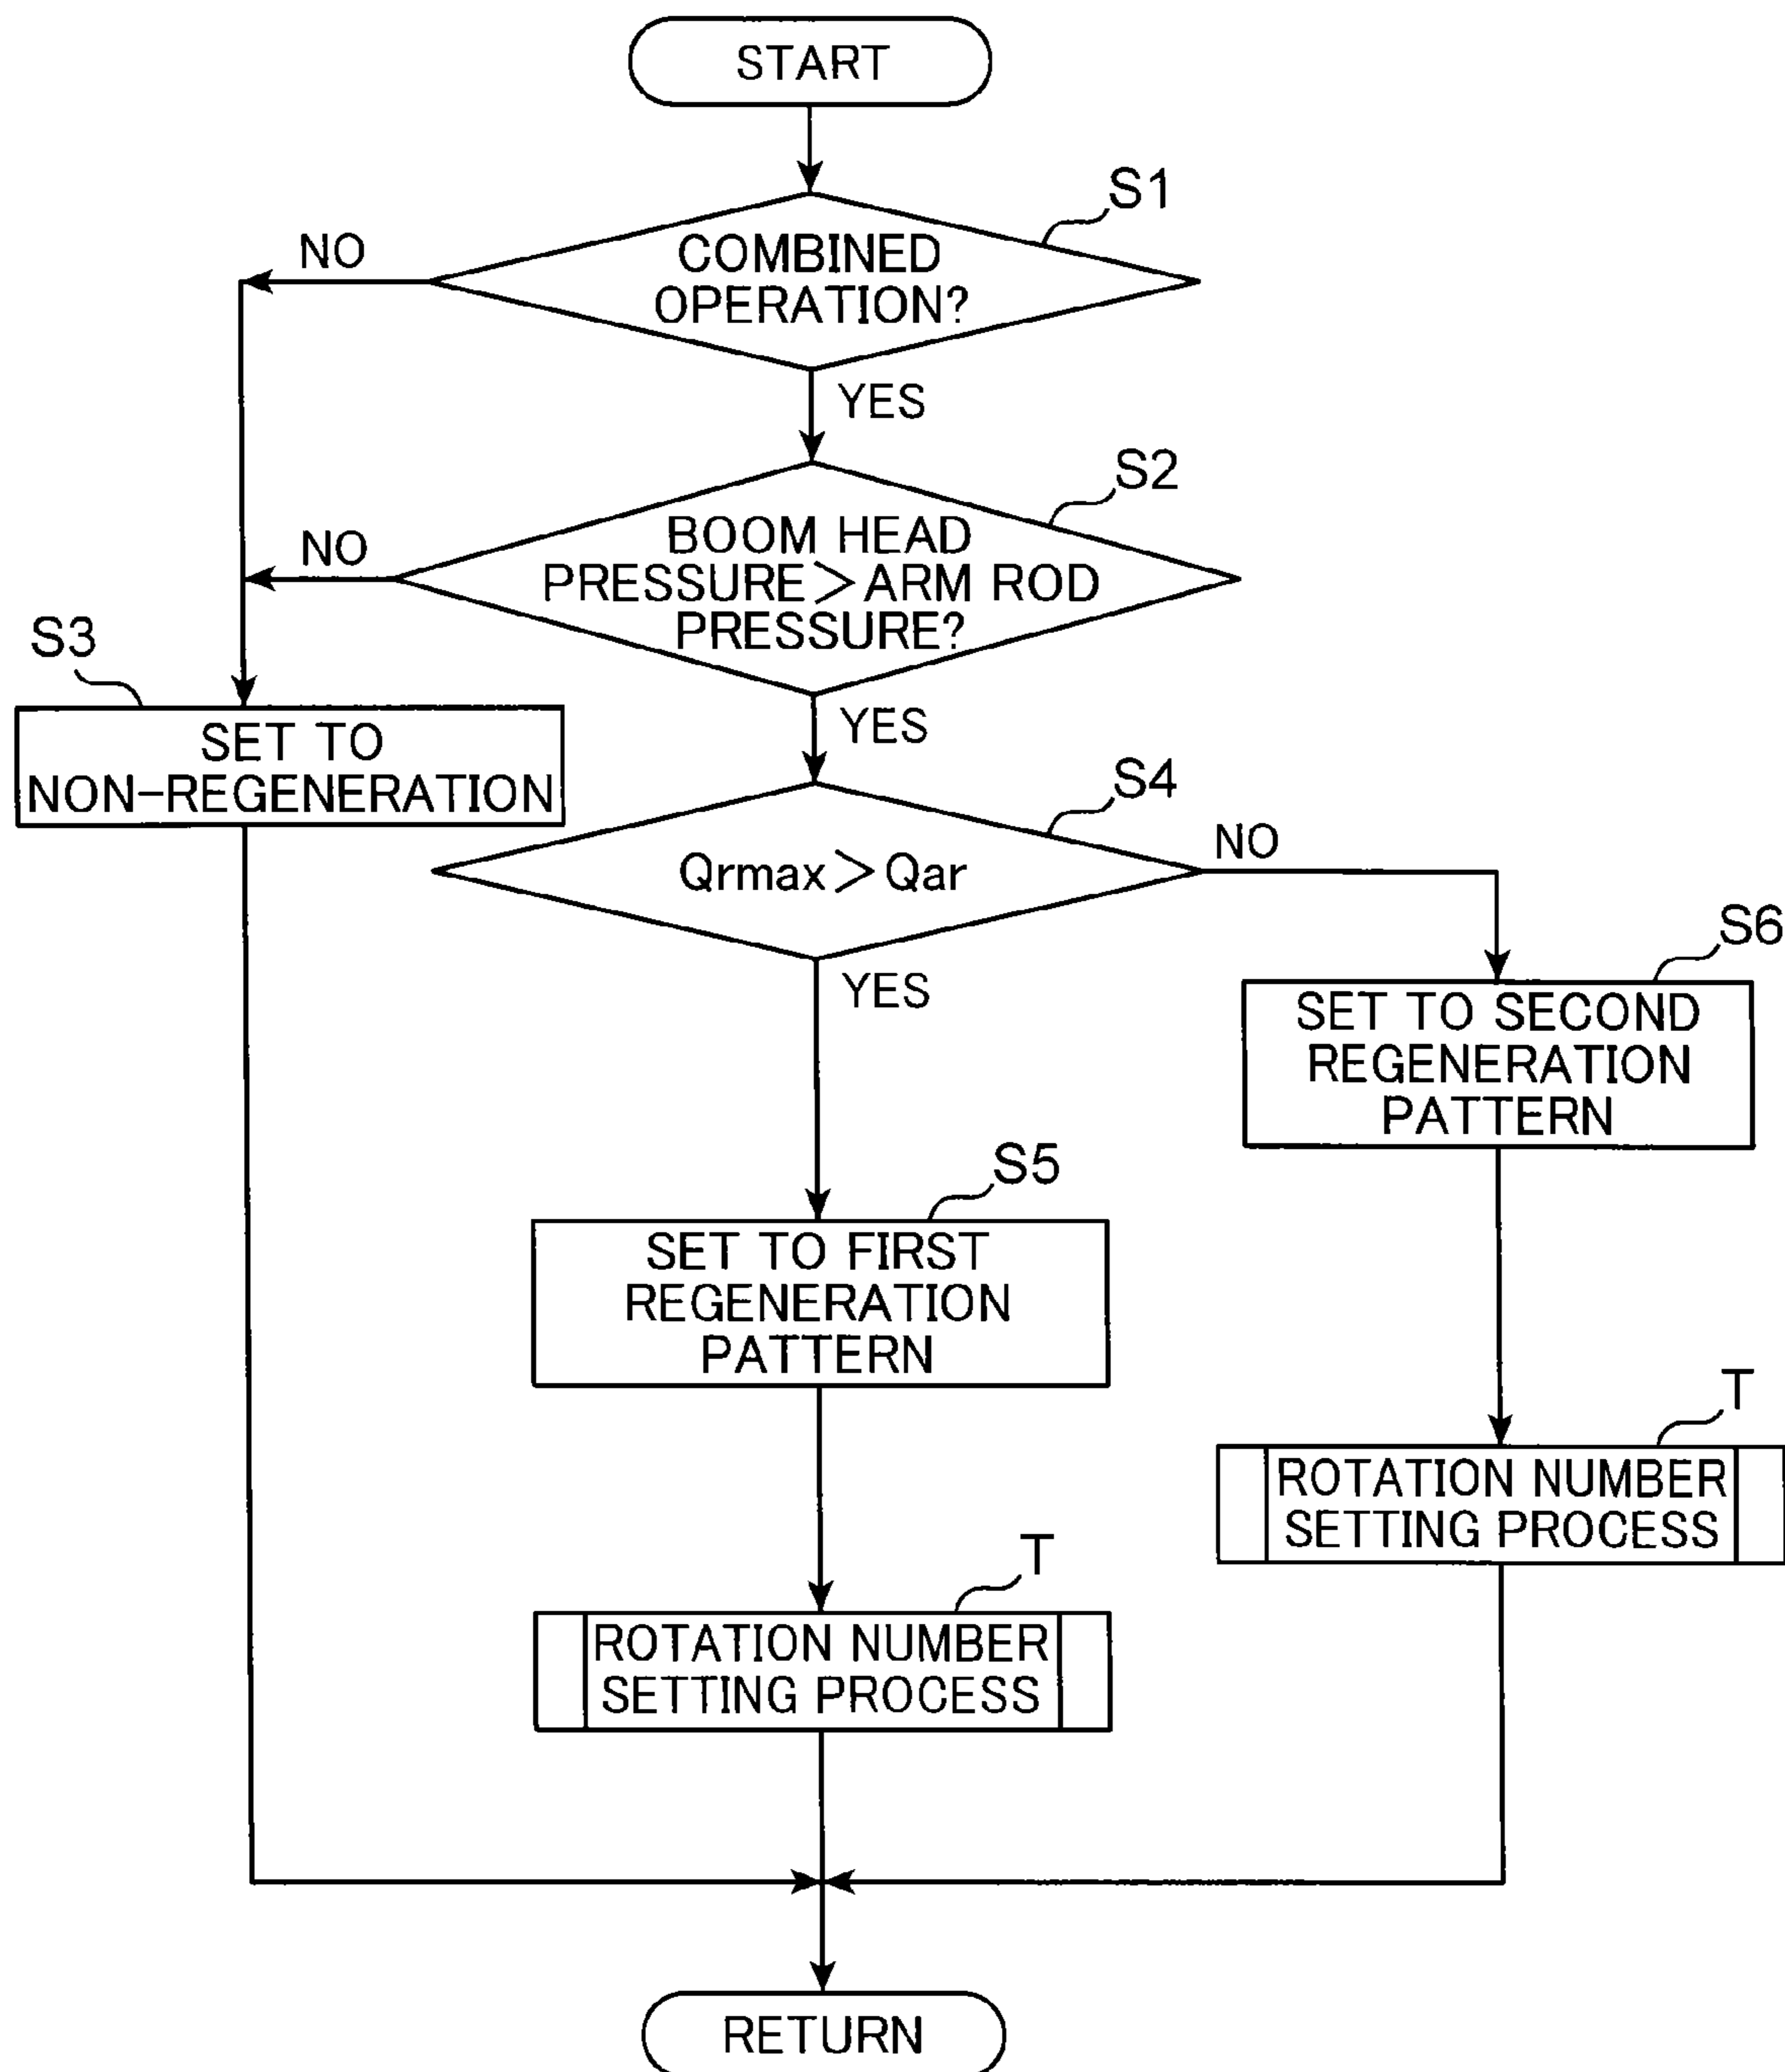 START
S1
COMBINED
OPERATION?
NO
YES
S2
BOOM HEAD
PRESSURE>ARM ROD
PRESSURE?
NO
YES
S3
SET TO
NON-REGENERATION
S4
Qrmax>Qar
NO
YES
S6
SET TO SECOND
REGENERATION
PATTERN
S5
SET TO FIRST
REGENERATION
PATTERN
T
ROTATION NUMBER
SETTING PROCESS
T
ROTATION NUMBER
SETTING PROCESS
RETURN